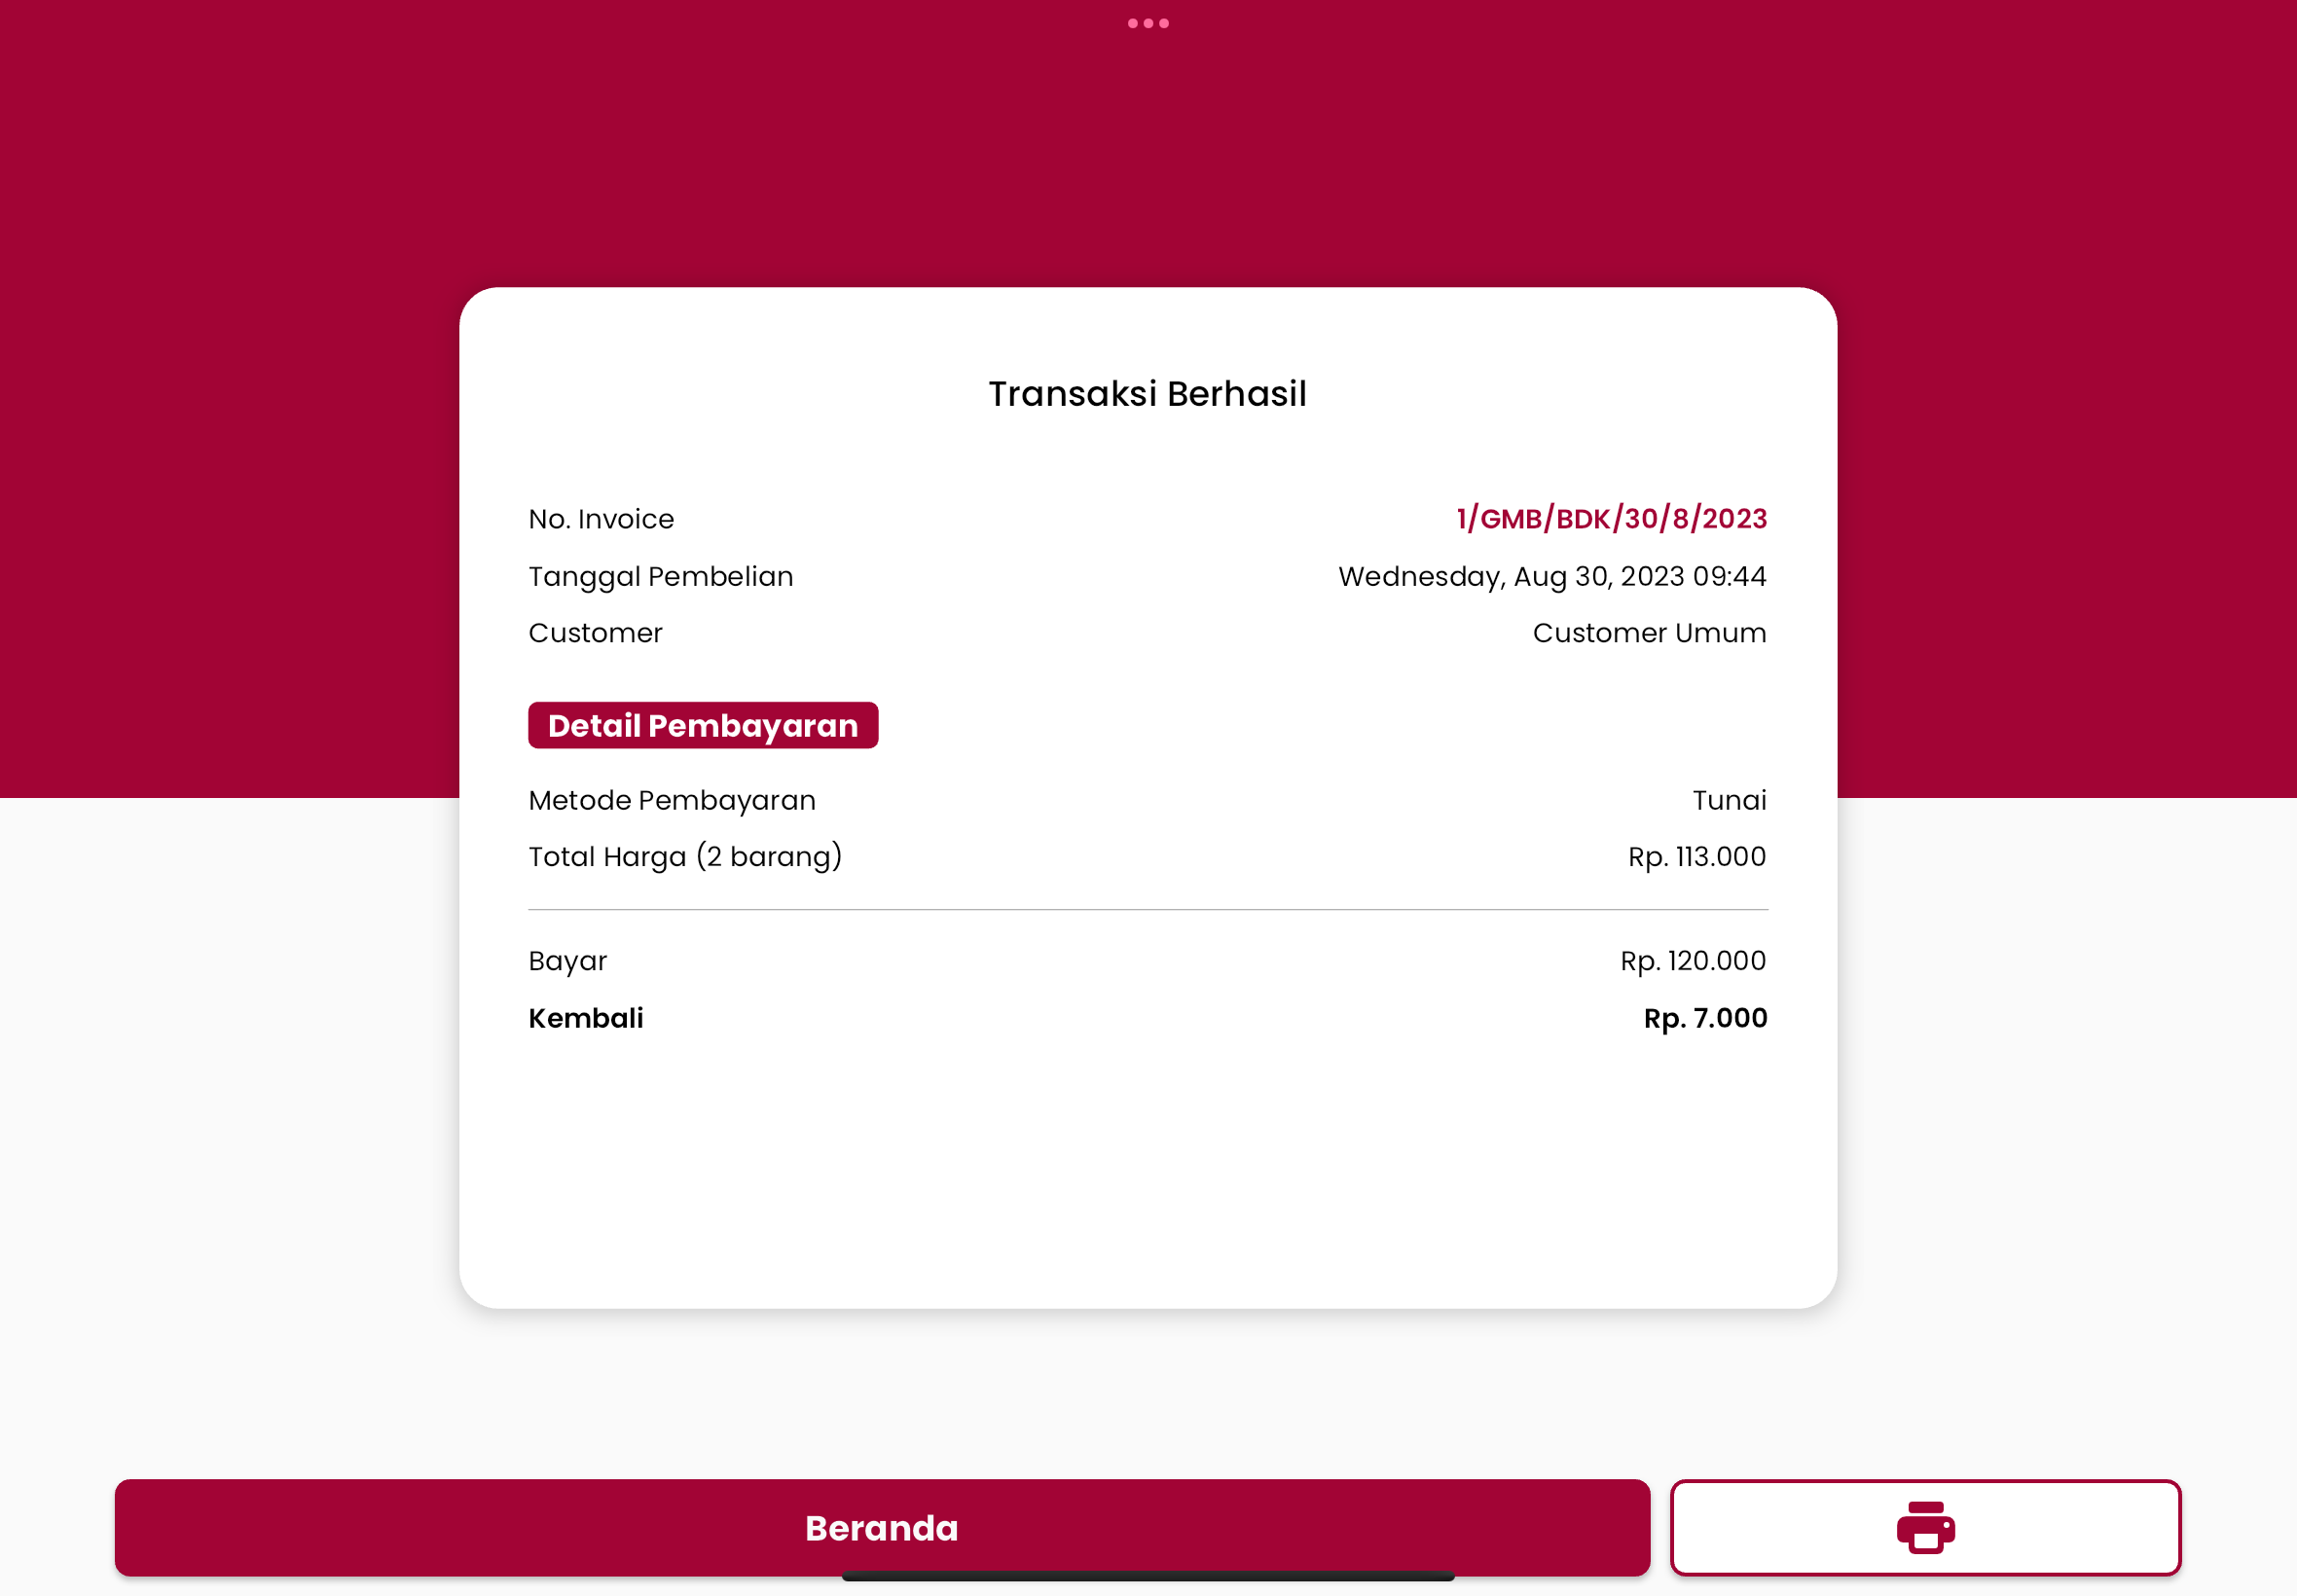 Transaksi Berhasil
No. Invoice 1/GMB/BDK/30/8/2023
Tanggal Pembelian Wednesday, Aug 30, 2023 09:44
Customer Customer Umum
Detail Pembayaran
Metode Pembayaran Tunai
Total Harga (2 barang) Rp. 113.000
Bayar Rp. 120.000
Kembali Rp. 7.000
Beranda